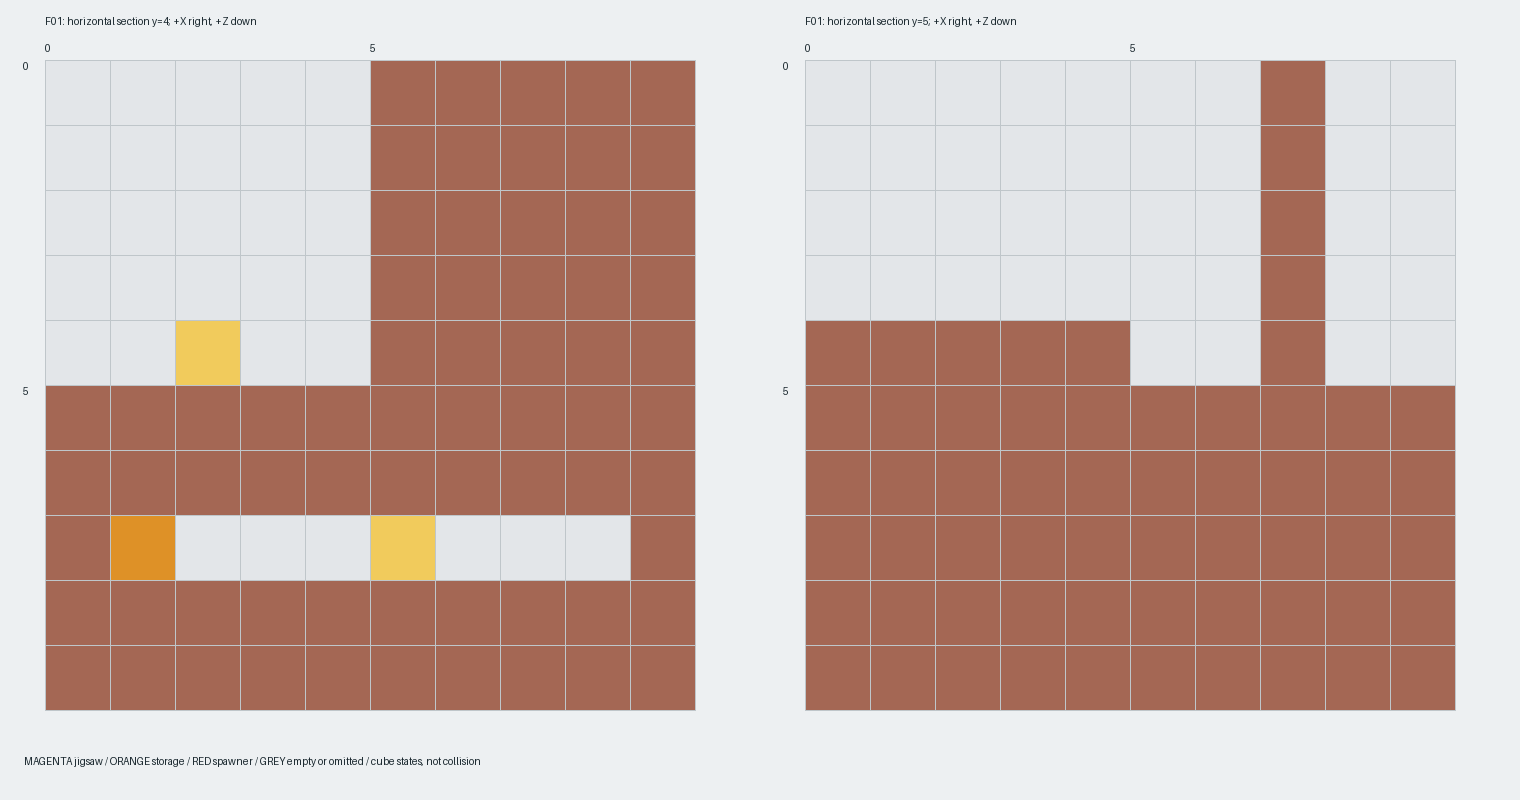 F01: horizontal section y=4; +X right, +Z down
F01: horizontal section y=5; +X right, +Z down
0 5
0 5
0
0
5
5
MAGENTA jigsaw / ORANGE storage / RED spawner / GREY empty or omitted / cube states, not collision